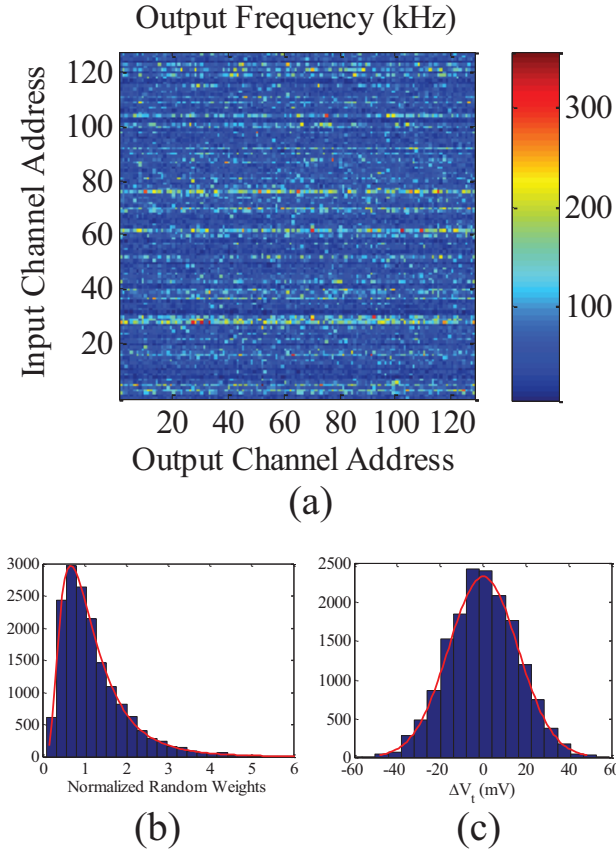 Output Frequency (kHz)
120
100
80
60
40
20
Input Channel Address
20 40 60 80 100 120
Output Channel Address
300
200
100
(a)
3000
2500
2000
1500
1000
500
0
0 1 2 3 4 5 6
Normalized Random Weights
(b)
2500
2000
1500
1000
500
0
-60 -40 -20 0 20 40 60
ΔVt (mV)
(c)